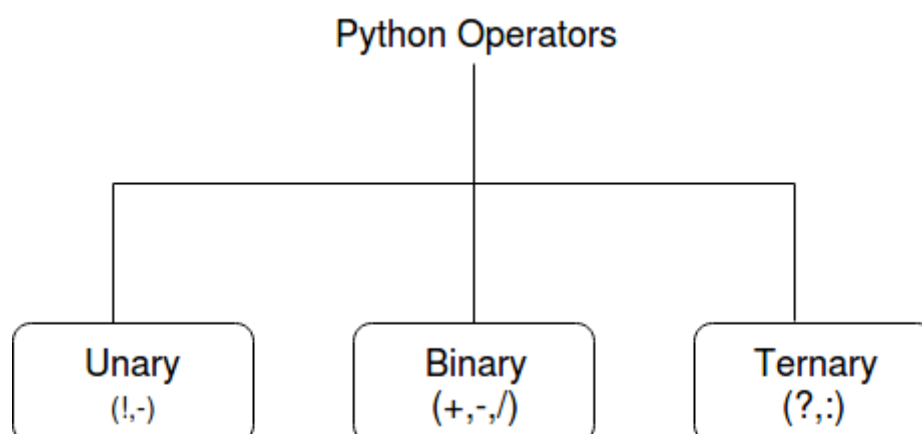 Python Operators
Unary
(!,-)
Binary
(+,-,/)
Ternary
(?,:)